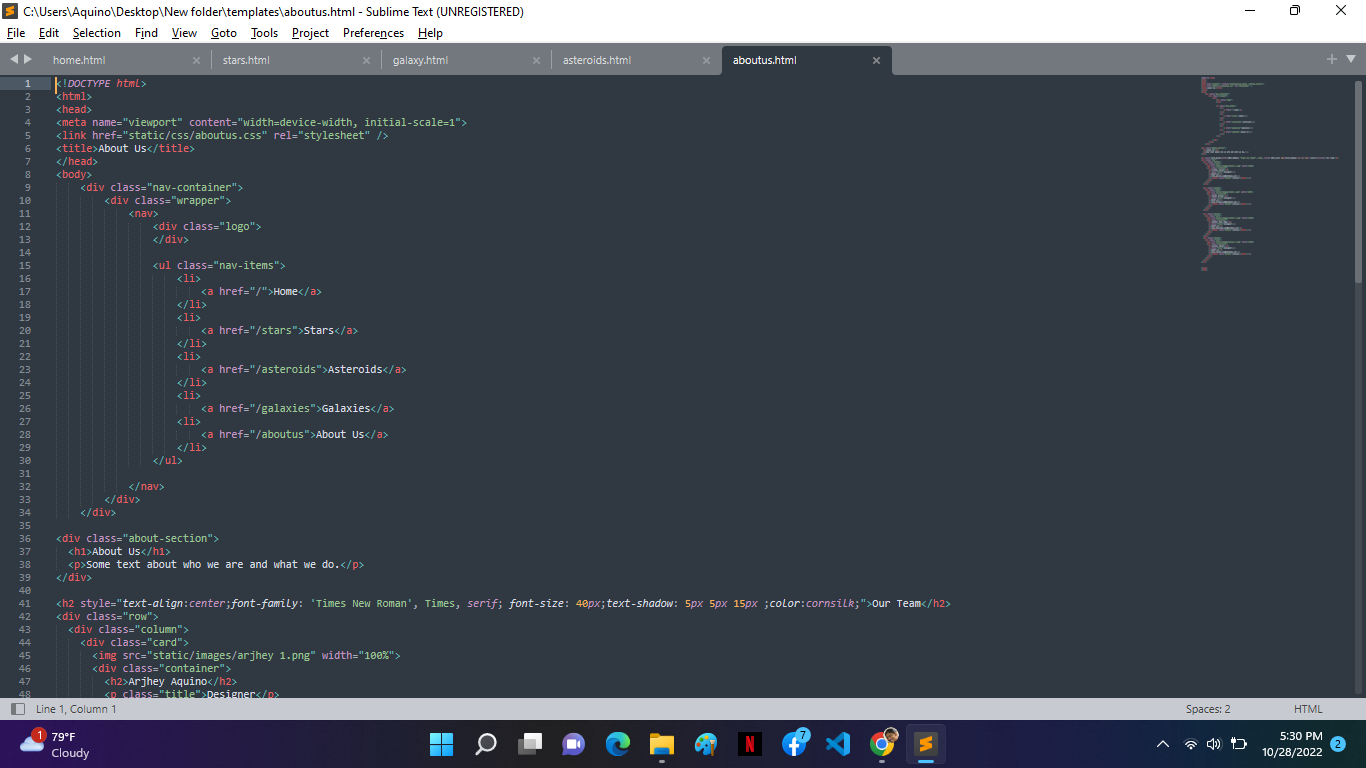 C:\Users\Aquino\Desktop\New folder\templates\aboutus.html - Sublime Text (UNREGISTERED)
File Edit Selection Find View Goto Tools Project Preferences Help
home.html stars.html galaxy.html asteroids.html aboutus.html
1 <!DOCTYPE html>
2 <html>
3 <head>
4 <meta name="viewport" content="width=device-width, initial-scale=1">
5 <link href="static/css/aboutus.css" rel="stylesheet" />
6 <title>About Us</title>
7 </head>
8 <body>
9 <div class="nav-container">
10 <div class="wrapper">
11 <nav>
12 <div class="logo">
13 </div>
14
15 <ul class="nav-items">
16 <li>
17 <a href="/">Home</a>
18 </li>
19 <li>
20 <a href="/stars">Stars</a>
21 </li>
22 <li>
23 <a href="/asteroids">Asteroids</a>
24 </li>
25 <li>
26 <a href="/galaxies">Galaxies</a>
27 <li>
28 <a href="/aboutus">About Us</a>
29 </li>
30 </ul>
31
32 </nav>
33 </div>
34 </div>
35
36 <div class="about-section">
37 <h1>About Us</h1>
38 <p>Some text about who we are and what we do.</p>
39 </div>
40
41 <h2 style="text-align:center;font-family: 'Times New Roman', Times, serif; font-size: 40px;text-shadow: 5px 5px 15px ;color:cornsilk;">Our Team</h2>
42 <div class="row">
43 <div class="column">
44 <div class="card">
45 <img src="static/images/arjhey 1.png" width="100%">
46 <div class="container">
47 <h2>Arjhey Aquino</h2>
48 <p class="title">Designer</p>
Line 1, Column 1 Spaces: 2 HTML
1 79°F
Cloudy
7
N
5:30 PM
10/28/2022
2